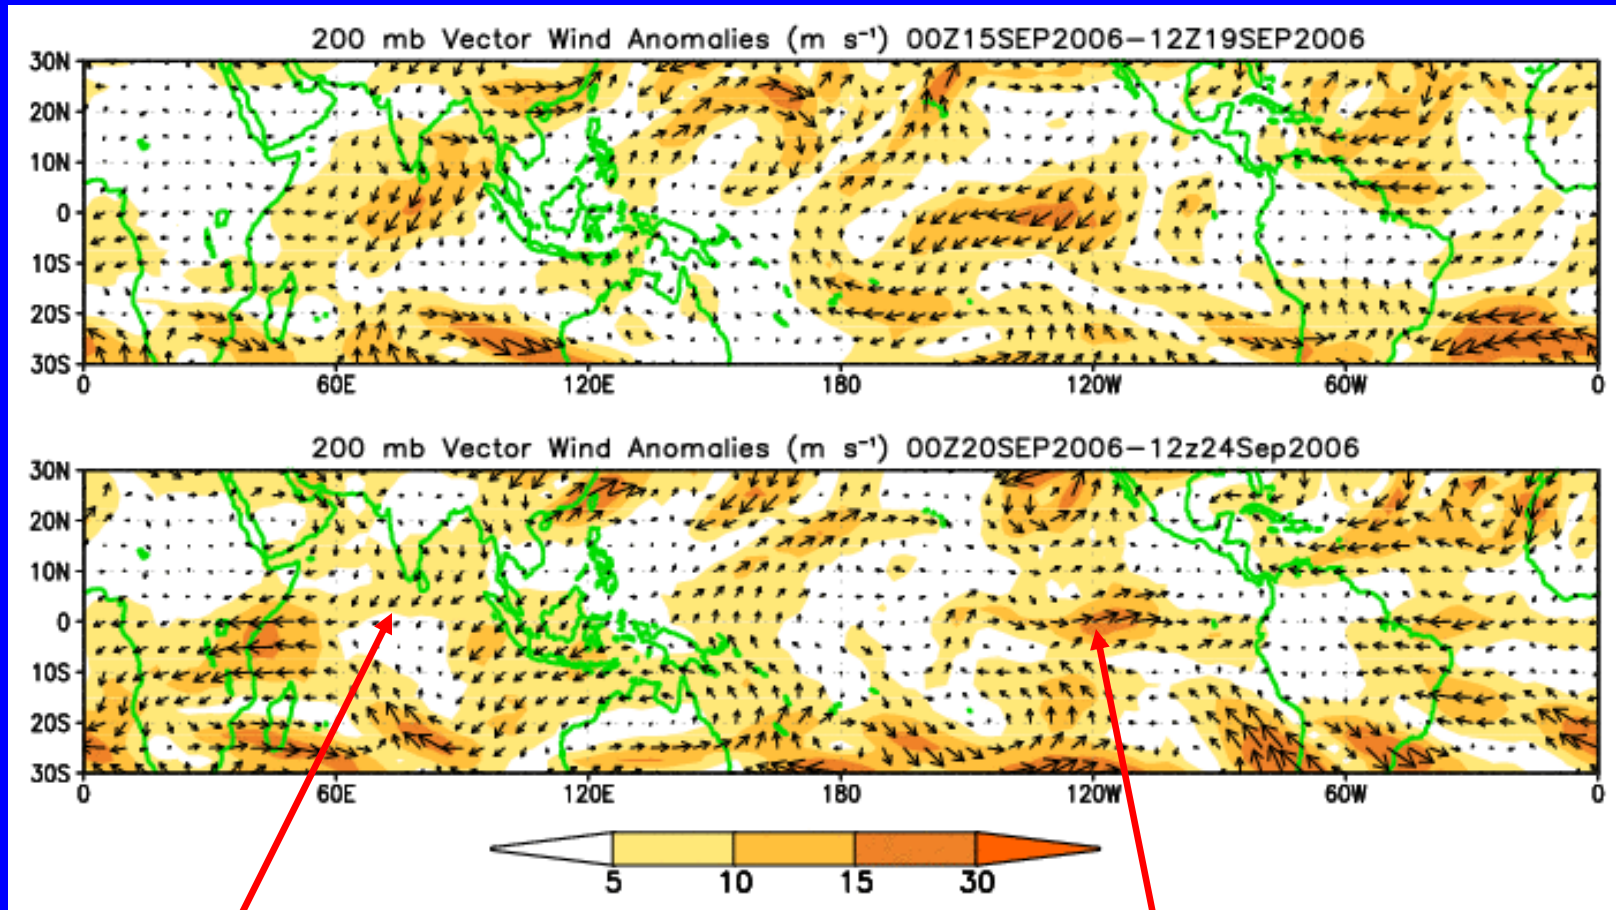 200 mb Vector Wind Anomalies (m s⁻¹) 00Z15SEP2006–12Z19SEP2006
30N
20N
10N
0
10S
20S
30S
0 60E 120E 180 120W 60W 0
200 mb Vector Wind Anomalies (m s⁻¹) 00Z20SEP2006–12z24Sep2006
30N
20N
10N
0
10S
20S
30S
0 60E 120E 180 120W 60W 0
5 10 15 30